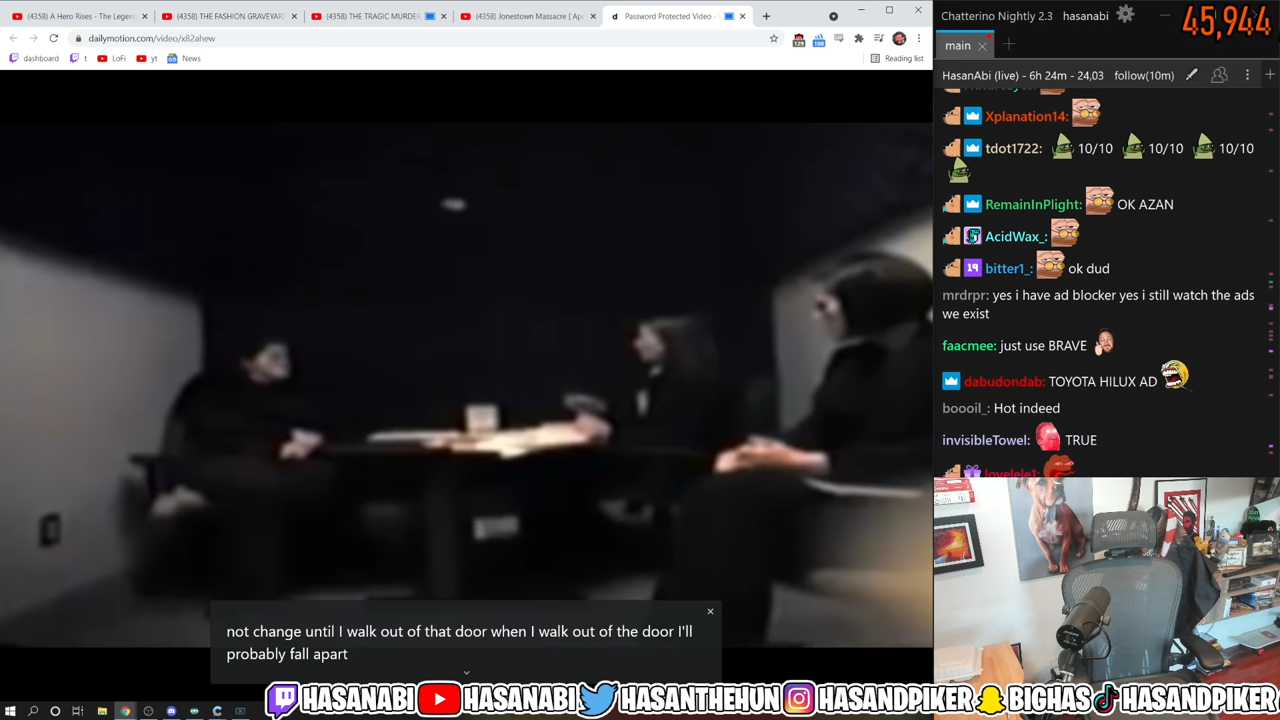 (4358) A Hero Rises - The Legen
(4358) THE FASHION GRAVEYAR
(4358) THE TRAGIC MURDER
(4358) Jonestown Massacre [ Ap
Password Protected Video -
dailymotion.com/video/x82ahew
129
198
dashboard
t
LoFi
yt
News
Reading list
not change until I walk out of that door when I walk out of the door I'll
probably fall apart
Chatterino Nightly 2.3
hasanabi
45,944
main
HasanAbi (live) - 6h 24m - 24,03
follow(10m)
Xplanation14:
tdot1722: 10/10 10/10 10/10
RemainInPlight: OK AZAN
AcidWax_:
bitter1_: ok dud
mrdrpr: yes i have ad blocker yes i still watch the ads
we exist
faacmee: just use BRAVE
dabudondab: TOYOTA HILUX AD
boooil_: Hot indeed
invisibleTowel: TRUE
lovelele1:
HASANABI HASANABI HASANTHEHUN HASANDPIKER BIGHAS HASANDPIKER